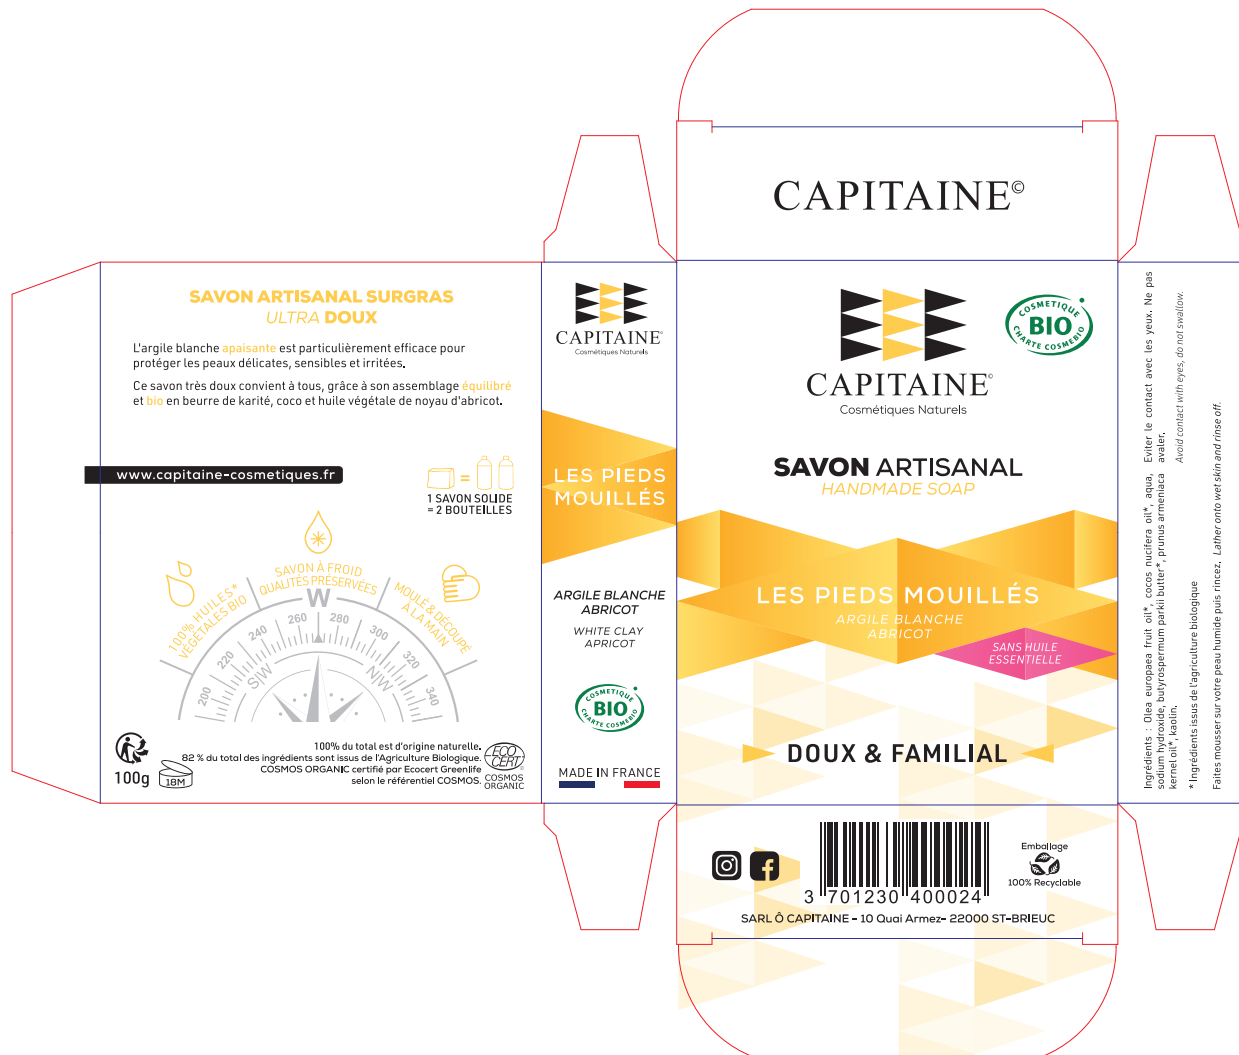 CAPITAINE©
SAVON ARTISANAL SURGRAS
ULTRA DOUX
L'argile blanche apaisante est particulièrement efficace pour
protéger les peaux délicates, sensibles et irritées.
Ce savon très doux convient à tous, grâce à son assemblage équilibré
et bio en beurre de karité, coco et huile végétale de noyau d'abricot.
www.capitaine-cosmetiques.fr
=
1 SAVON SOLIDE
= 2 BOUTEILLES
100% HUILES*
VÉGÉTALES BIO
SAVON À FROID
QUALITÉS PRÉSERVÉES
MOULÉ & DÉCOUPÉ
A LA MAIN
W
200
220
240
260
280
300
320
340
S/W
N/W
100g
18M
100% du total est d'origine naturelle.
82 % du total des ingrédients sont issus de l'Agriculture Biologique.
COSMOS ORGANIC certifié par Ecocert Greenlife
selon le référentiel COSMOS.
ECO
CERT
®
COSMOS
ORGANIC
CAPITAINE©
Cosmétiques Naturels
LES PIEDS
MOUILLÉS
ARGILE BLANCHE
ABRICOT
WHITE CLAY
APRICOT
COSMETIQUE
BIO
CHARTE COSMEBIO
MADE IN FRANCE
CAPITAINE©
Cosmétiques Naturels
COSMETIQUE
BIO
CHARTE COSMEBIO
SAVON ARTISANAL
HANDMADE SOAP
LES PIEDS MOUILLÉS
ARGILE BLANCHE
ABRICOT
SANS HUILE
ESSENTIELLE
DOUX & FAMILIAL
3 701230 400024
Emballage
100% Recyclable
SARL Ô CAPITAINE - 10 Quai Armez- 22000 ST-BRIEUC
Ingrédients : Olea europaea fruit oil*, cocos nucifera oil*, aqua,
sodium hydroxide, butyrospermum parkii butter*, prunus armeniaca
kernel oil*, kaolin.
* Ingrédients issus de l'agriculture biologique
Faites mousser sur votre peau humide puis rincez, Lather onto wet skin and rinse off.
Eviter le contact avec les yeux. Ne pas
avaler.
Avoid contact with eyes, do not swallow.